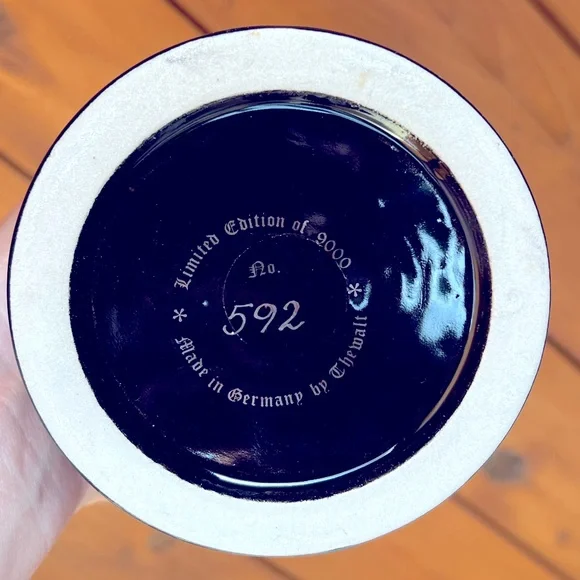 Limited Edition of 9000
No.
592
Made in Germany by Thewalt